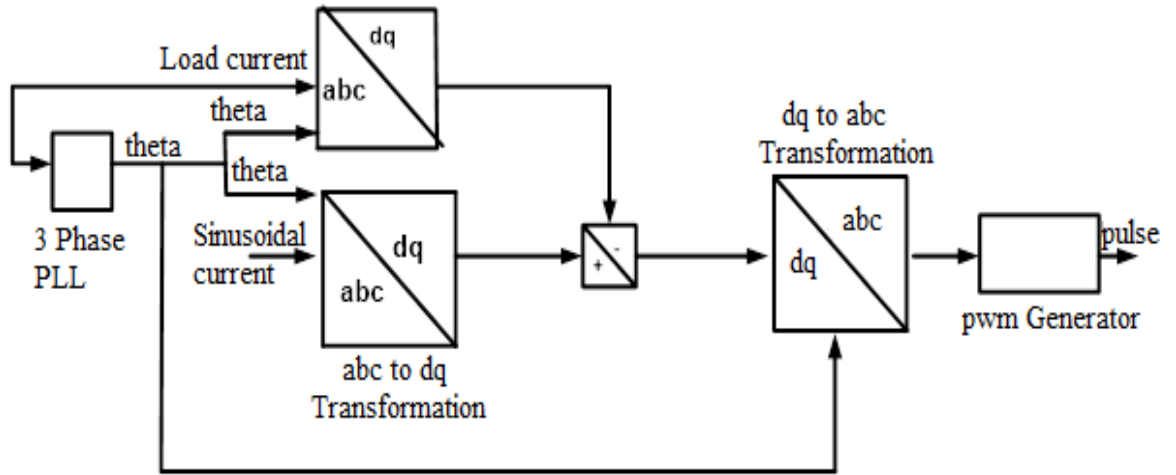 dq
Load current
abc
theta
theta
theta
3 Phase
PLL
Sinusoidal
current
dq
abc
abc to dq
Transformation
-
+
dq to abc
Transformation
abc
dq
pulse
pwm Generator